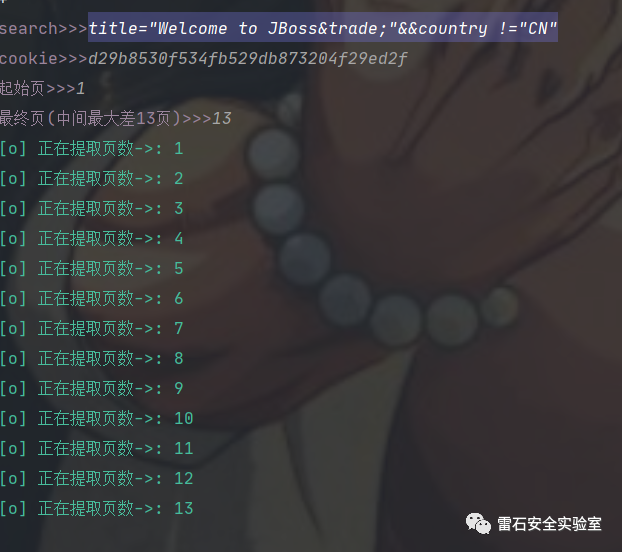 search>>>title="Welcome to JBoss&trade;"&&country !="CN"
cookie>>>d29b8530f534fb529db873204f29ed2f
起始页>>>1
最终页(中间最大差13页)>>>13
[o] 正在提取页数->: 1
[o] 正在提取页数->: 2
[o] 正在提取页数->: 3
[o] 正在提取页数->: 4
[o] 正在提取页数->: 5
[o] 正在提取页数->: 6
[o] 正在提取页数->: 7
[o] 正在提取页数->: 8
[o] 正在提取页数->: 9
[o] 正在提取页数->: 10
[o] 正在提取页数->: 11
[o] 正在提取页数->: 12
[o] 正在提取页数->: 13
雷石安全实验室